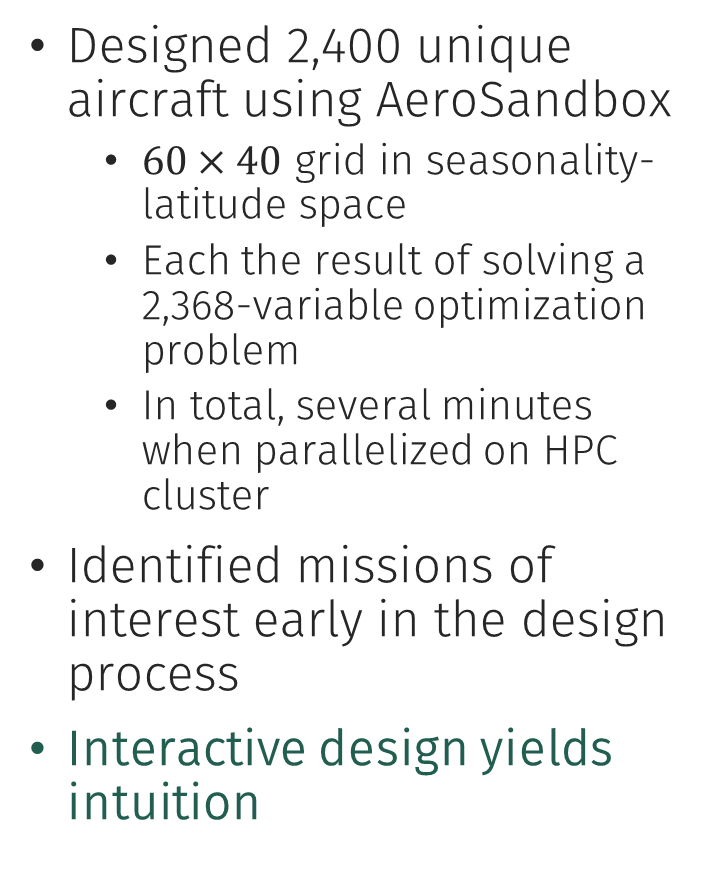 • Designed 2,400 unique
aircraft using AeroSandbox
• 60 × 40 grid in seasonality-
latitude space
• Each the result of solving a
2,368-variable optimization
problem
• In total, several minutes
when parallelized on HPC
cluster
• Identified missions of
interest early in the design
process
• Interactive design yields
intuition